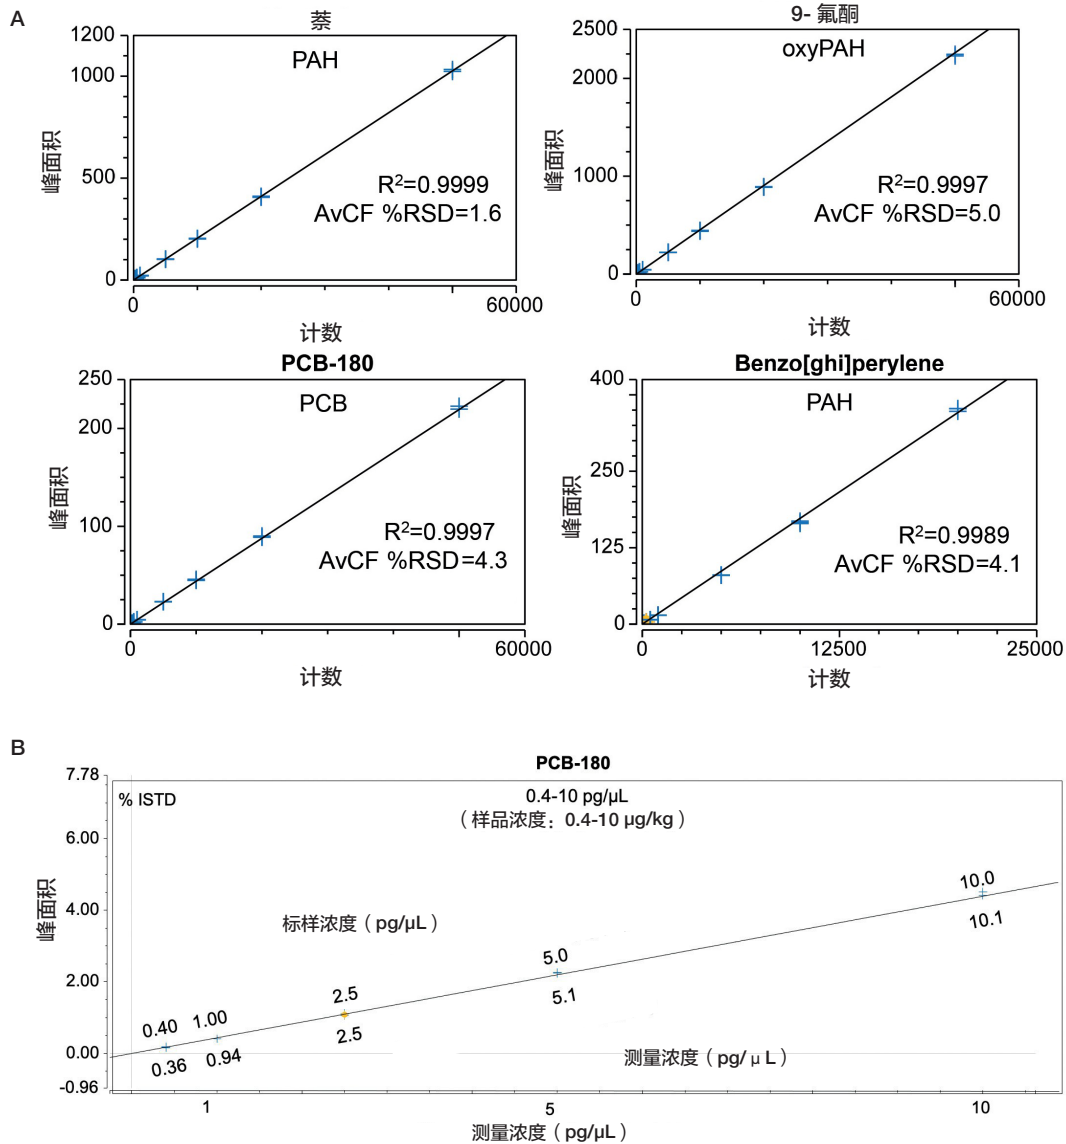 A
萘
PAH
1200
1000
500
0
峰面积
R²=0.9999
AvCF %RSD=1.6
0
60000
计数
9- 氟酮
oxyPAH
2500
2000
1000
0
峰面积
R²=0.9997
AvCF %RSD=5.0
0
60000
计数
PCB-180
PCB
250
200
100
0
峰面积
R²=0.9997
AvCF %RSD=4.3
0
60000
计数
Benzo[ghi]perylene
PAH
400
250
125
0
峰面积
R²=0.9989
AvCF %RSD=4.1
0
12500
25000
计数
B
PCB-180
7.78
6.00
4.00
2.00
0.00
-0.96
峰面积
% ISTD
0.4-10 pg/µL
（样品浓度：0.4-10 µg/kg）
标样浓度（pg/µL）
0.40
1.00
2.5
5.0
10.0
0.36
0.94
2.5
5.1
10.1
测量浓度（pg/ µ L）
1
5
10
测量浓度（pg/µL）